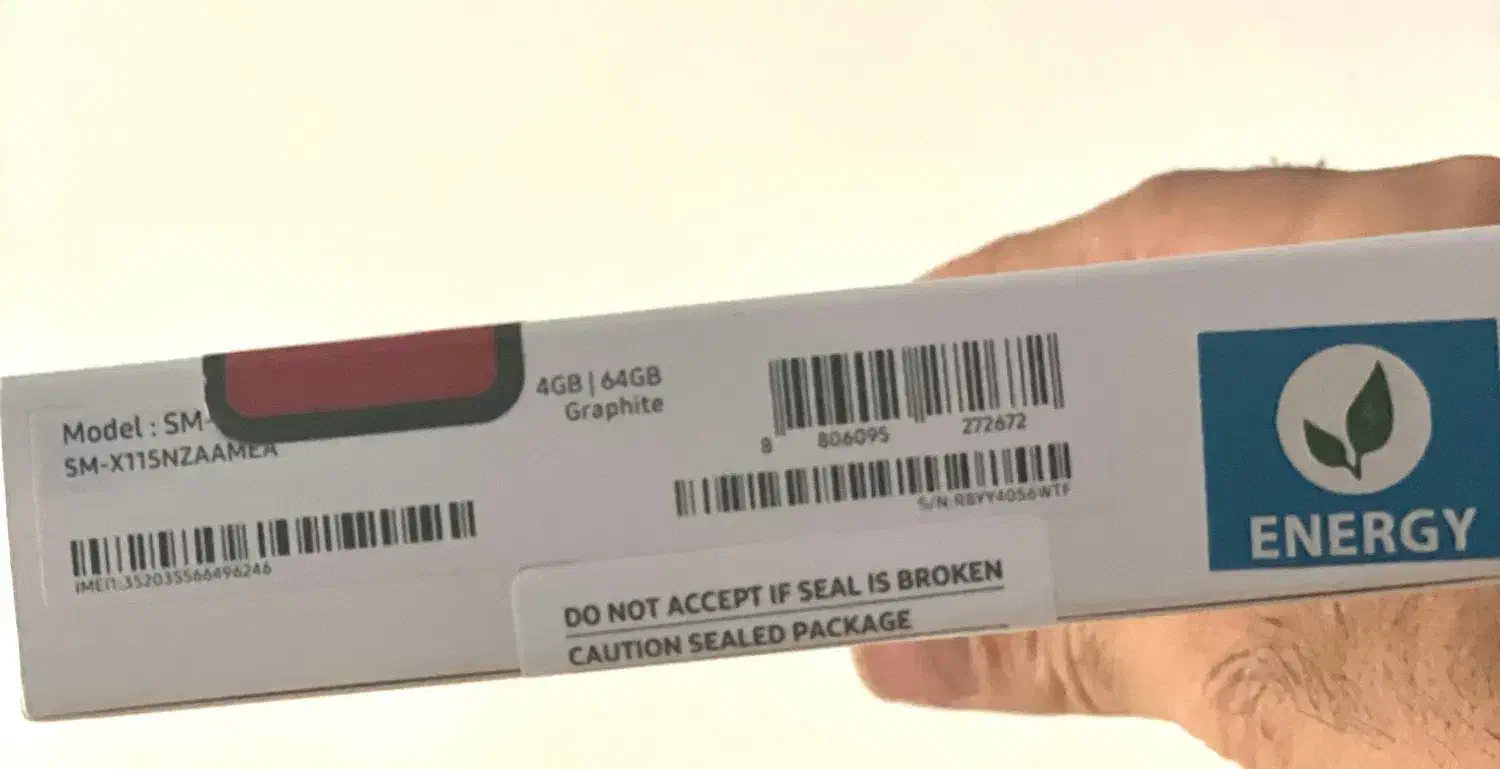 Model : SM-
SM-X115NZAAMEA
4GB | 64GB
Graphite
8 806095 272672
S/N:R8YY4056WTF
IMEI1:352035566496246
DO NOT ACCEPT IF SEAL IS BROKEN
CAUTION SEALED PACKAGE
ENERGY